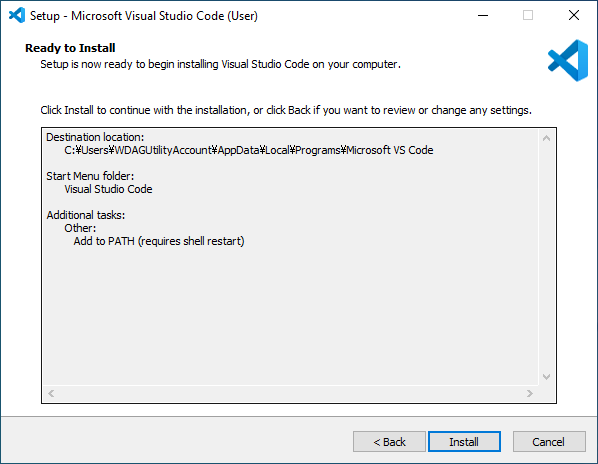 Setup - Microsoft Visual Studio Code (User)
Ready to Install
Setup is now ready to begin installing Visual Studio Code on your computer.
Click Install to continue with the installation, or click Back if you want to review or change any settings.
Destination location:
C:¥Users¥WDAGUtilityAccount¥AppData¥Local¥Programs¥Microsoft VS Code
Start Menu folder:
Visual Studio Code
Additional tasks:
Other:
Add to PATH (requires shell restart)
< Back
Install
Cancel